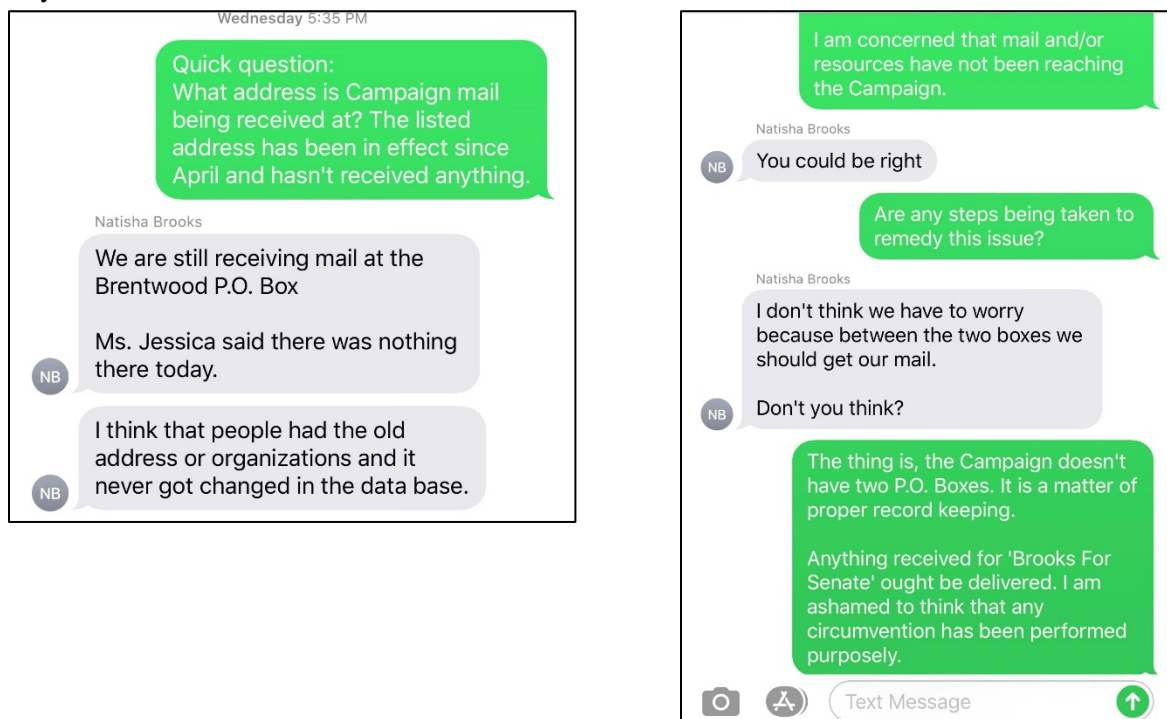 Wednesday 5:35 PM
Quick question:
What address is Campaign mail
being received at? The listed
address has been in effect since
April and hasn't received anything.
Natisha Brooks
We are still receiving mail at the
Brentwood P.O. Box
Ms. Jessica said there was nothing
there today.
NB
I think that people had the old
address or organizations and it
never got changed in the data base.
NB
I am concerned that mail and/or
resources have not been reaching
the Campaign.
Natisha Brooks
NB
You could be right
Are any steps being taken to
remedy this issue?
Natisha Brooks
I don't think we have to worry
because between the two boxes we
should get our mail.
Don't you think?
NB
The thing is, the Campaign doesn't
have two P.O. Boxes. It is a matter of
proper record keeping.
Anything received for 'Brooks For
Senate' ought be delivered. I am
ashamed to think that any
circumvention has been performed
purposely.
Text Message